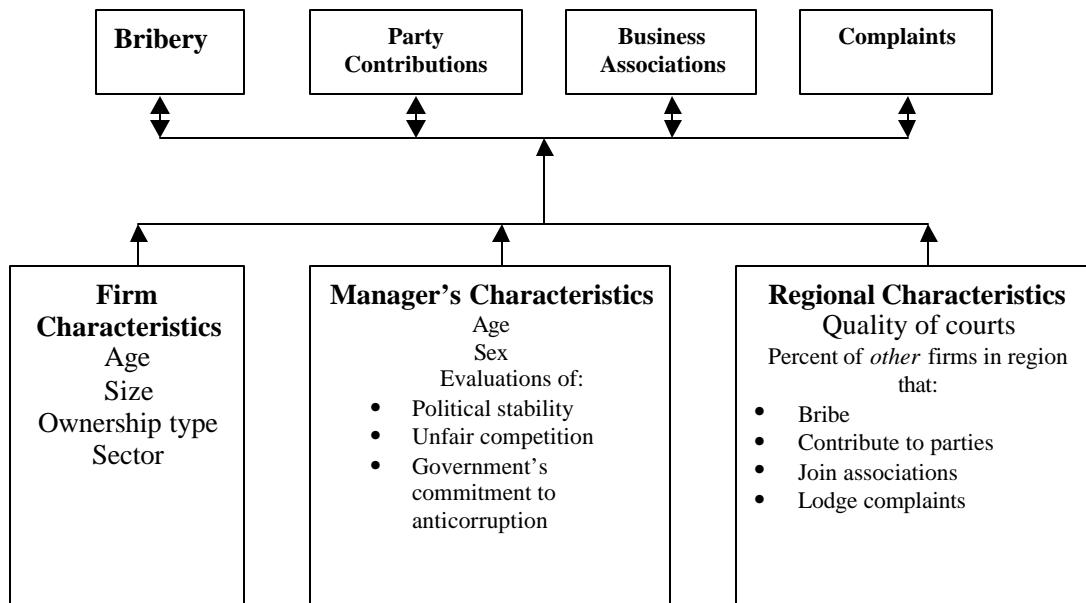 Bribery
Party
Contributions
Business
Associations
Complaints
Firm
Characteristics
Age
Size
Ownership type
Sector
Manager’s Characteristics
Age
Sex
Evaluations of:
• Political stability
• Unfair competition
• Government’s
commitment to
anticorruption
Regional Characteristics
Quality of courts
Percent of other firms in region
that:
• Bribe
• Contribute to parties
• Join associations
• Lodge complaints